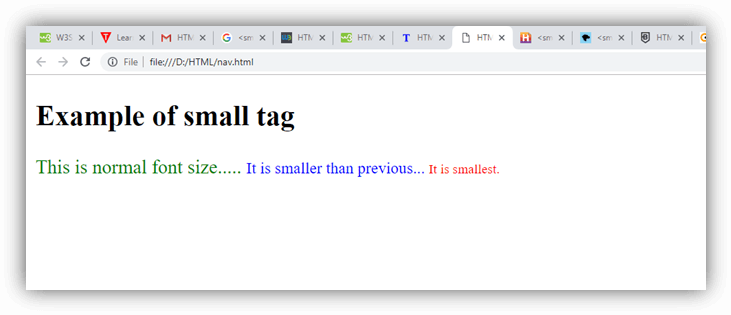 W3S Lear HTM <sm HTM HTM HTM HTM <sm <sm HTM
File file:///D:/HTML/nav.html
Example of small tag
This is normal font size..... It is smaller than previous... It is smallest.